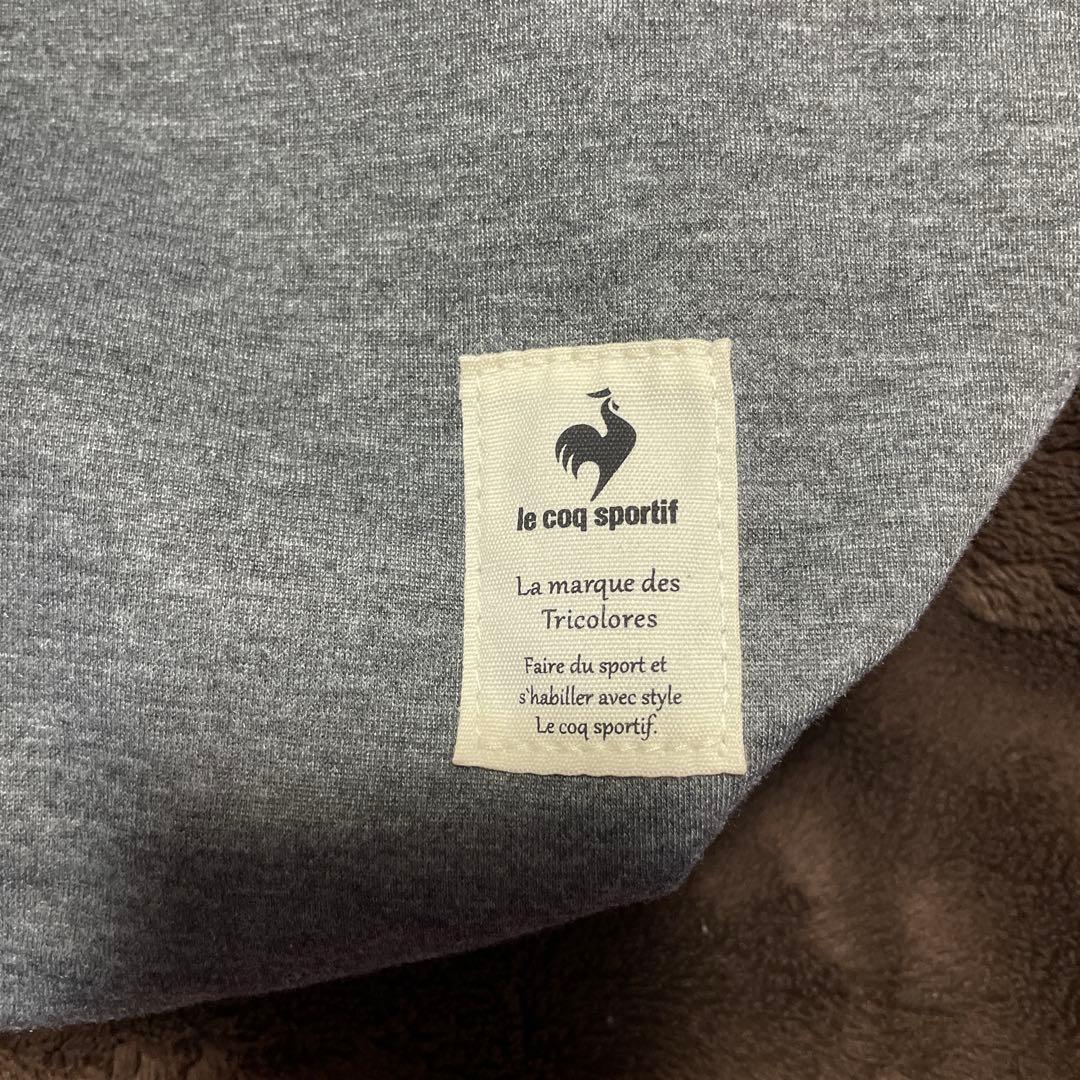 le coq sportif
La marque des
Tricolores
Faire du sport et
s'habiller avec style
Le coq sportif.